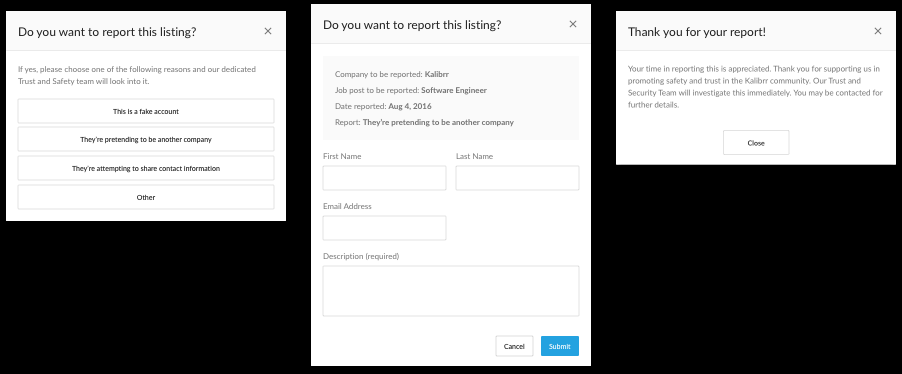 Do you want to report this listing?
If yes, please choose one of the following reasons and our dedicated
Trust and Safety team will look into it.
This is a fake account
They're pretending to be another company
They're attempting to share contact information
Other
Do you want to report this listing?
Company to be reported: Kalibrr
Job post to be reported: Software Engineer
Date reported: Aug 4, 2016
Report: They're pretending to be another company
First Name Last Name
Email Address
Description (required)
Cancel Submit
Thank you for your report!
Your time in reporting this is appreciated. Thank you for supporting us in
promoting safety and trust in the Kalibrr community. Our Trust and
Security Team will investigate this immediately. You may be contacted for
further details.
Close